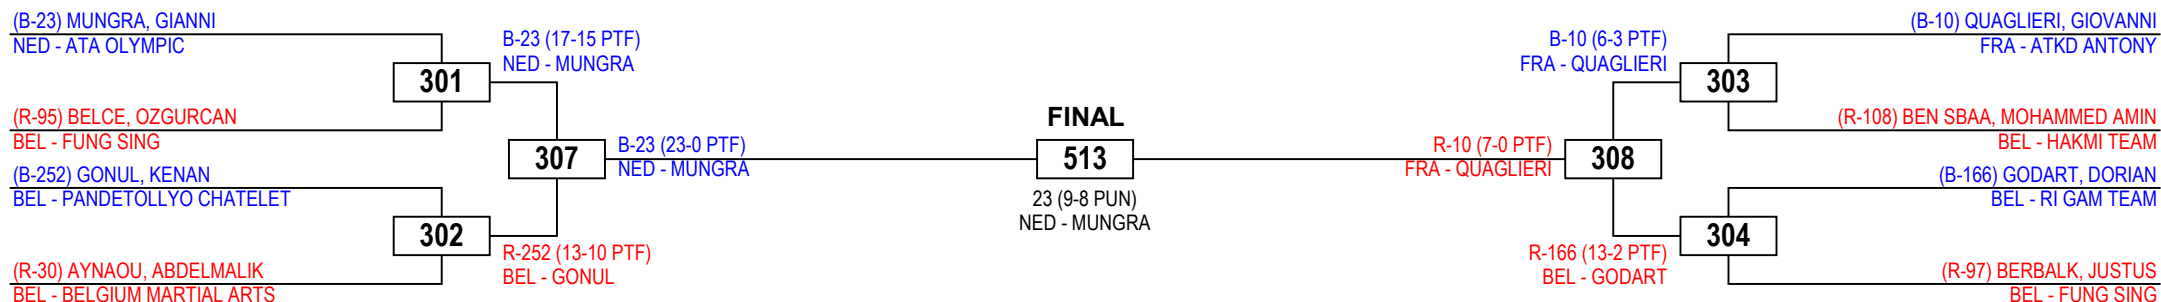 (B-23) MUNGRA, GIANNI
NED - ATA OLYMPIC
301
(R-95) BELCE, OZGURCAN
BEL - FUNG SING
B-23 (17-15 PTF)
NED - MUNGRA
(B-252) GONUL, KENAN
BEL - PANDETOLLYO CHATELET
302
(R-30) AYNAOU, ABDELMALIK
BEL - BELGIUM MARTIAL ARTS
R-252 (13-10 PTF)
BEL - GONUL
307
B-23 (23-0 PTF)
NED - MUNGRA
FINAL
513
23 (9-8 PUN)
NED - MUNGRA
R-10 (7-0 PTF)
FRA - QUAGLIERI
308
B-10 (6-3 PTF)
FRA - QUAGLIERI
303
(B-10) QUAGLIERI, GIOVANNI
FRA - ATKD ANTONY
(R-108) BEN SBAA, MOHAMMED AMIN
BEL - HAKMI TEAM
R-166 (13-2 PTF)
BEL - GODART
304
(B-166) GODART, DORIAN
BEL - RI GAM TEAM
(R-97) BERBALK, JUSTUS
BEL - FUNG SING